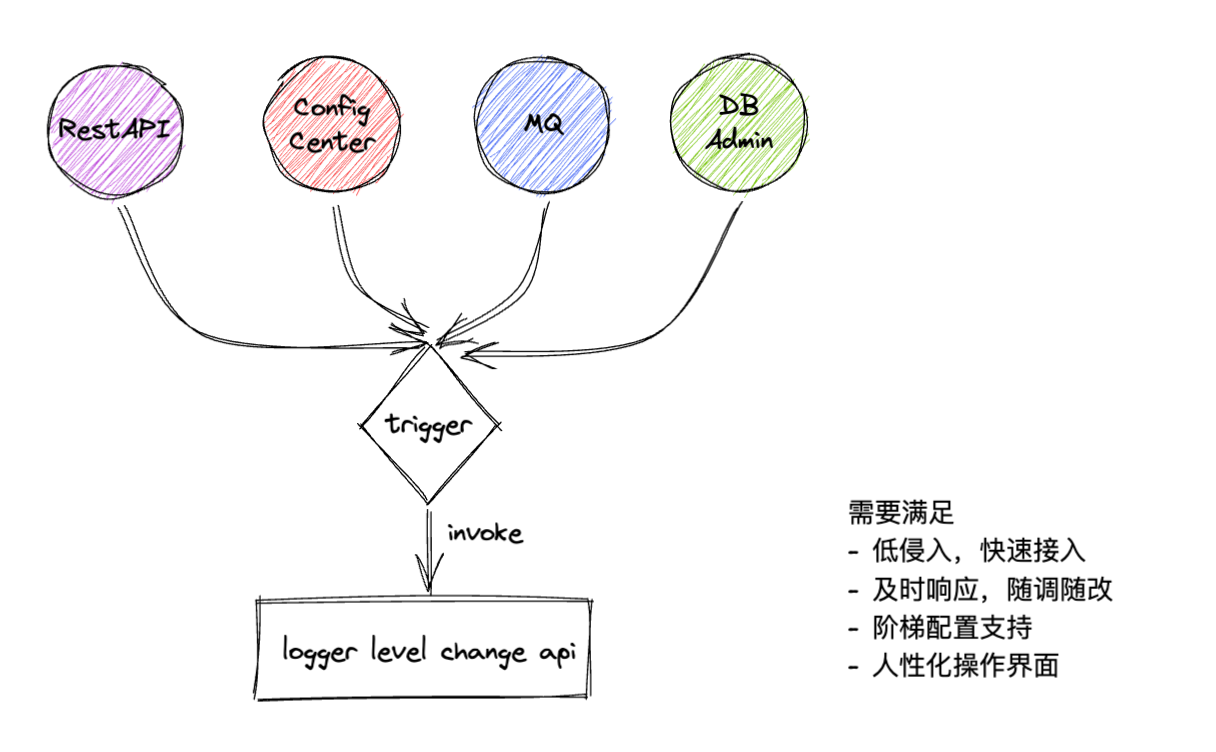 RestAPI
Config
Center
MQ
DB
Admin
trigger
invoke
logger level change api
需要满足
- 低侵入，快速接入
- 及时响应，随调随改
- 阶梯配置支持
- 人性化操作界面